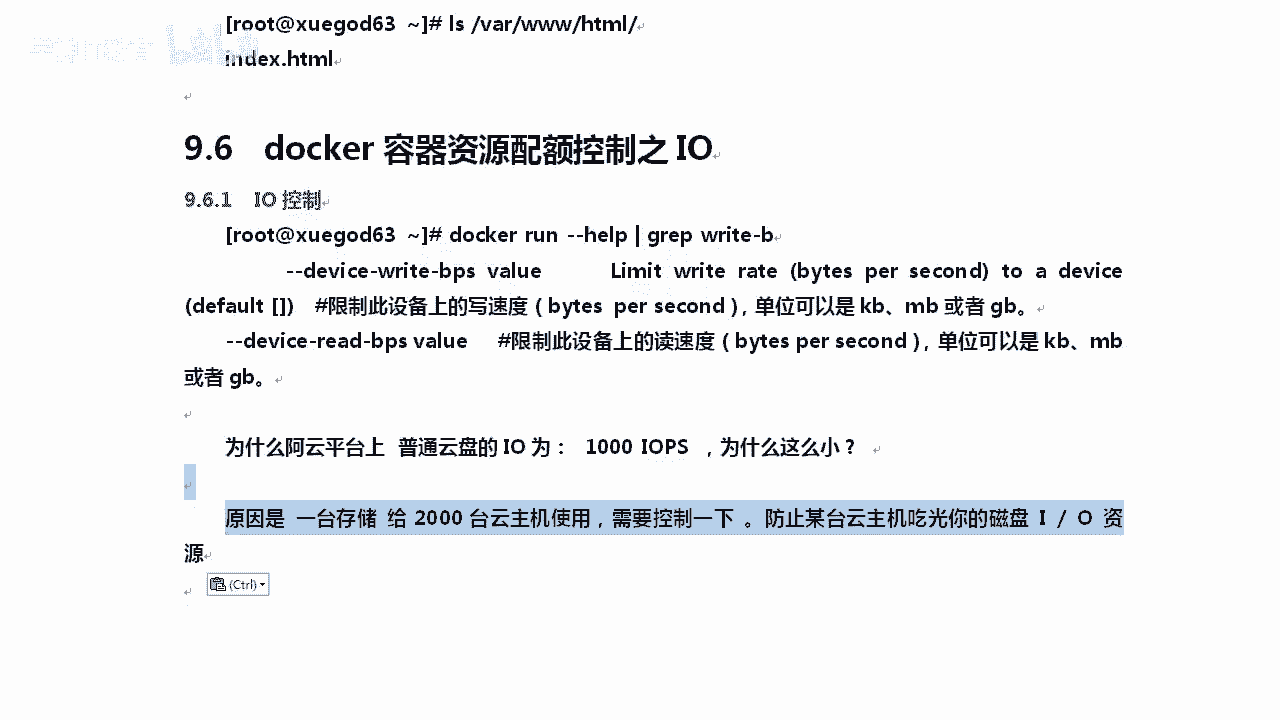 [root@xuegod63 ~]# ls /var/www/html/
index.html
9.6 docker 容器资源配额控制之 IO
9.6.1 IO 控制
[root@xuegod63 ~]# docker run --help | grep write-b
--device-write-bps value Limit write rate (bytes per second) to a device
(default []) #限制此设备上的写速度（bytes per second），单位可以是 kb、mb 或者 gb。
--device-read-bps value #限制此设备上的读速度（bytes per second），单位可以是 kb、mb
或者 gb。
为什么阿云平台上 普通云盘的 IO 为： 1000 IOPS ，为什么这么小？
原因是 一台存储 给 2000 台云主机使用，需要控制一下 。防止某台云主机吃光你的磁盘 I / O 资
源
(Ctrl)